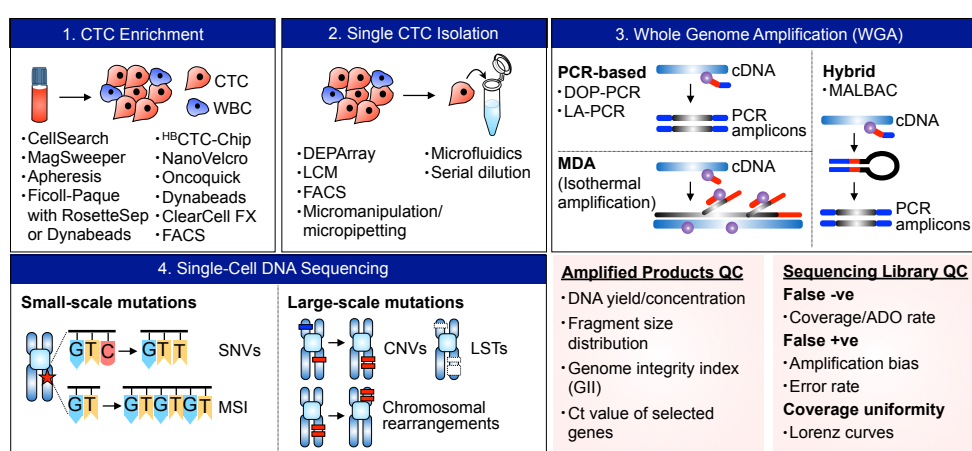 1. CTC Enrichment
CTC
WBC
·CellSearch
·MagSweeper
·Apheresis
·Ficoll-Paque
with RosetteSep
or Dynabeads
·HBCTC-Chip
·NanoVelcro
·Oncoquick
·Dynabeads
·ClearCell FX
·FACS
2. Single CTC Isolation
·DEPArray
·LCM
·FACS
·Micromanipulation/
micropipetting
·Microfluidics
·Serial dilution
3. Whole Genome Amplification (WGA)
PCR-based
·DOP-PCR
·LA-PCR
cDNA
PCR
amplicons
MDA
(Isothermal
amplification)
cDNA
Hybrid
·MALBAC
cDNA
PCR
amplicons
4. Single-Cell DNA Sequencing
Small-scale mutations
G T C
G T T
SNVs
G T
G T G T G T
MSI
Large-scale mutations
CNVs
LSTs
Chromosomal
rearrangements
Amplified Products QC
·DNA yield/concentration
·Fragment size
distribution
·Genome integrity index
(GII)
·Ct value of selected
genes
Sequencing Library QC
False -ve
·Coverage/ADO rate
False +ve
·Amplification bias
·Error rate
Coverage uniformity
·Lorenz curves